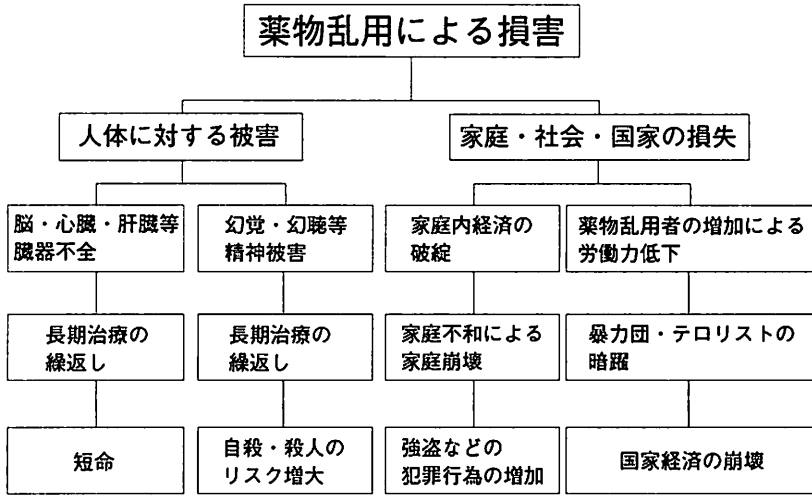 薬物乱用による損害
人体に対する被害
家庭・社会・国家の損失
脳・心臓・肝臓等
臓器不全
幻覚・幻聴等
精神被害
家庭内経済の
破綻
薬物乱用者の増加による
労働力低下
長期治療の
繰返し
長期治療の
繰返し
家庭不和による
家庭崩壊
暴力団・テロリストの
暗躍
短命
自殺・殺人の
リスク増大
強盗などの
犯罪行為の増加
国家経済の崩壊